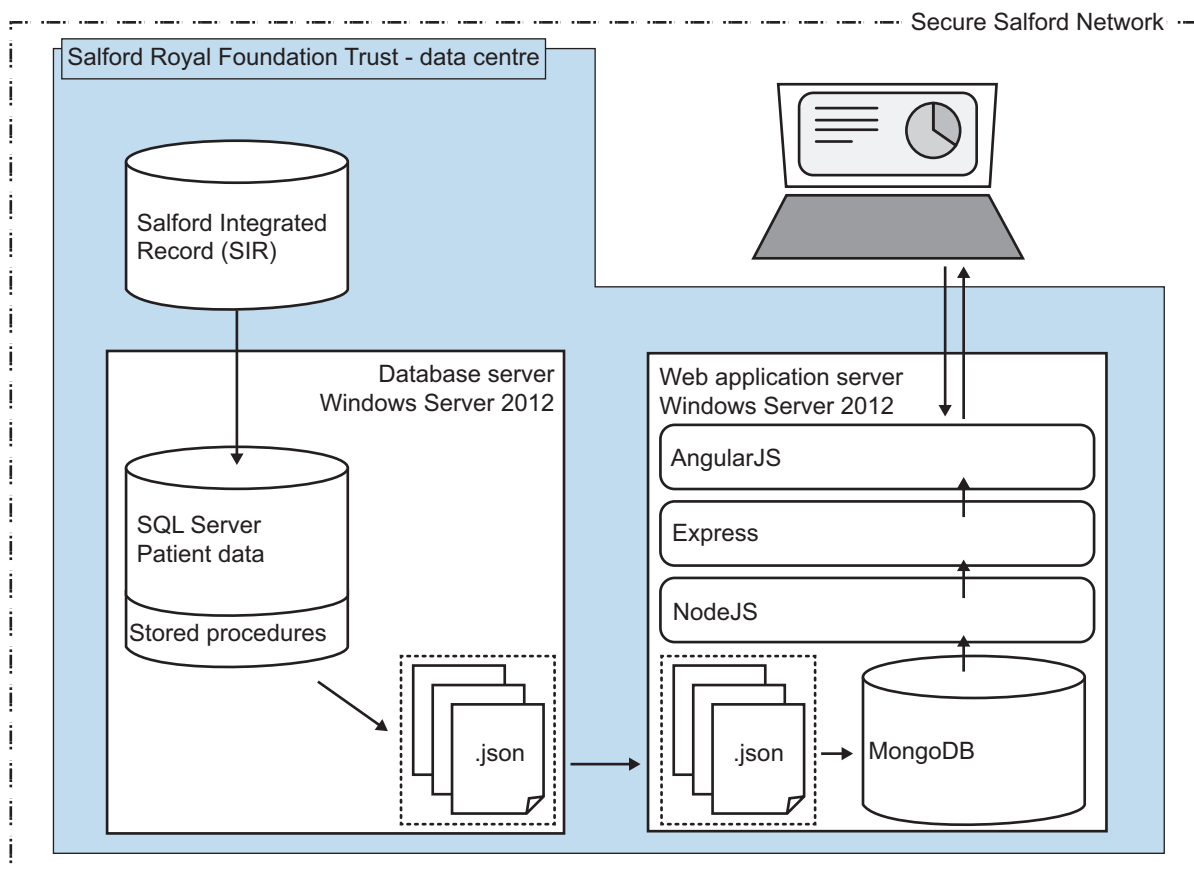 Secure Salford Network
Salford Royal Foundation Trust - data centre
Salford Integrated
Record (SIR)
Database server
Windows Server 2012
SQL Server
Patient data
Stored procedures
.json
Web application server
Windows Server 2012
AngularJS
Express
NodeJS
.json
MongoDB